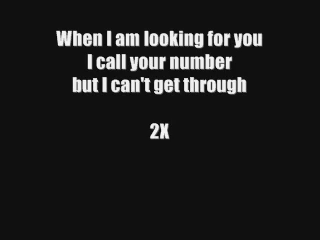 When I am looking for you
I call your number
but I can't get through
2X